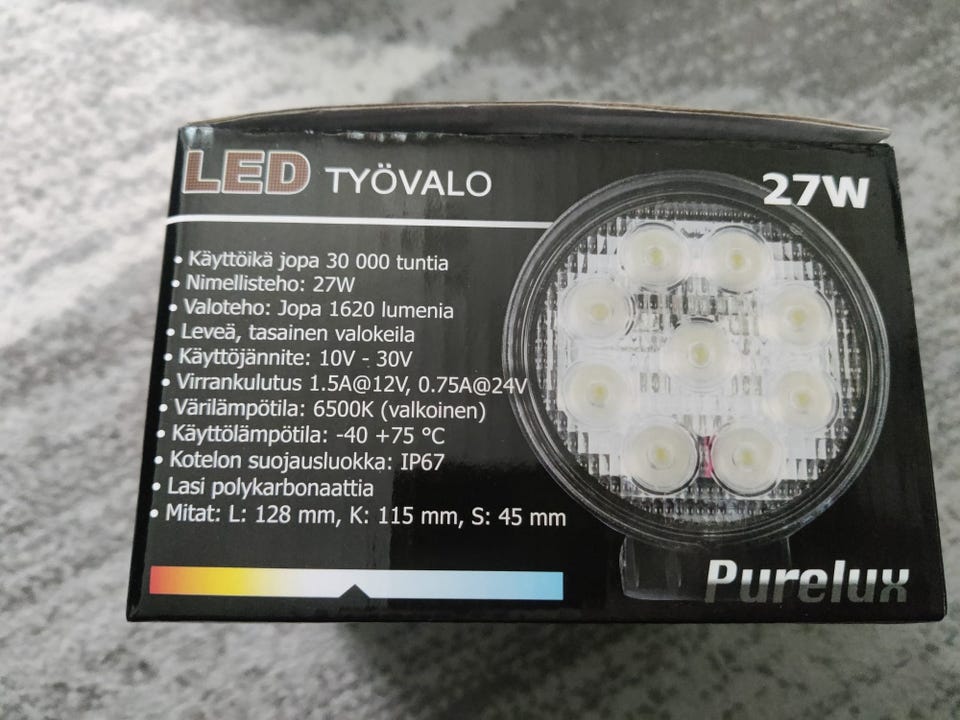 LED TYÖVALO
27W
• Käyttöikä jopa 30 000 tuntia
• Nimellisteho: 27W
• Valoteho: Jopa 1620 lumenia
• Leveä, tasainen valokeila
• Käyttöjännite: 10V - 30V
• Virrankulutus 1.5A@12V, 0.75A@24V
• Värilämpötila: 6500K (valkoinen)
• Käyttölämpötila: -40 +75 °C
• Kotelon suojausluokka: IP67
• Lasi polykarbonaattia
• Mitat: L: 128 mm, K: 115 mm, S: 45 mm
Purelux